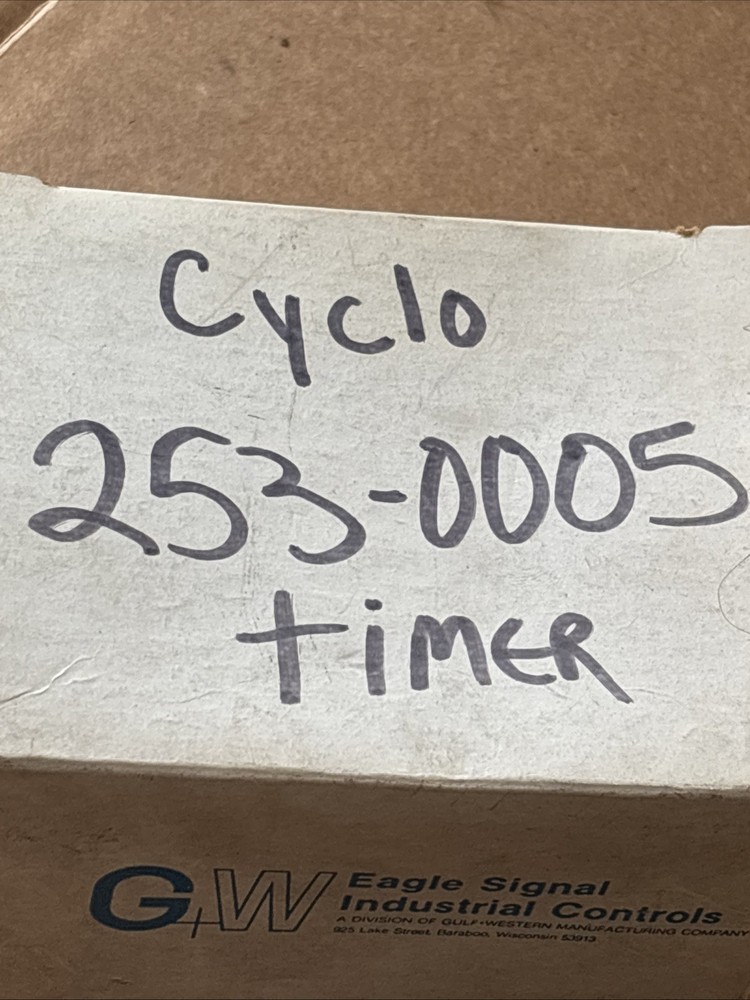 Cyclo
253-0005
timer
G+W
Eagle Signal
Industrial Controls
A DIVISION OF GULF+WESTERN MANUFACTURING COMPANY
925 Lake Street, Baraboo, Wisconsin 53913